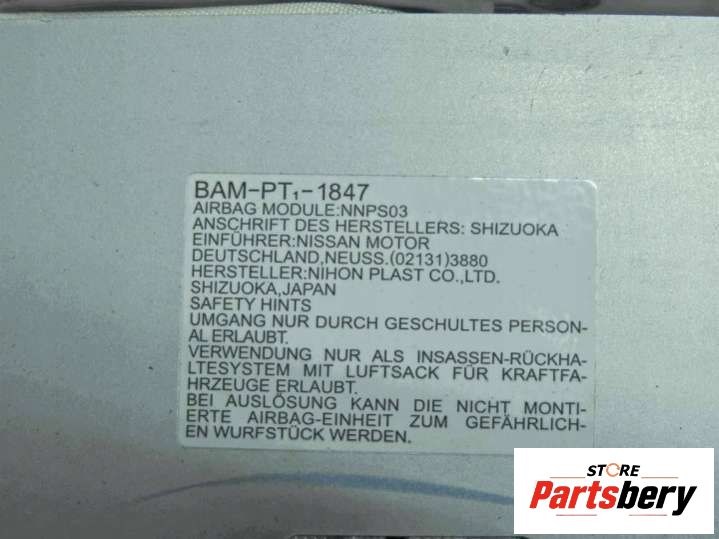 BAM-PT₁-1847
AIRBAG MODULE:NNPS03
ANSCHRIFT DES HERSTELLERS: SHIZUOKA
EINFÜHRER:NISSAN MOTOR
DEUTSCHLAND,NEUSS.(02131)3880
HERSTELLER:NIHON PLAST CO.,LTD.
SHIZUOKA,JAPAN
SAFETY HINTS
UMGANG NUR DURCH GESCHULTES PERSON-
AL ERLAUBT.
VERWENDUNG NUR ALS INSASSEN-RÜCKHA-
LTESYSTEM MIT LUFTSACK FÜR KRAFTFA-
HRZEUGE ERLAUBT.
BEI AUSLÖSUNG KANN DIE NICHT MONTI-
ERTE AIRBAG-EINHEIT ZUM GEFÄHRLICH-
EN WURFSTÜCK WERDEN.
STORE
Partsbery